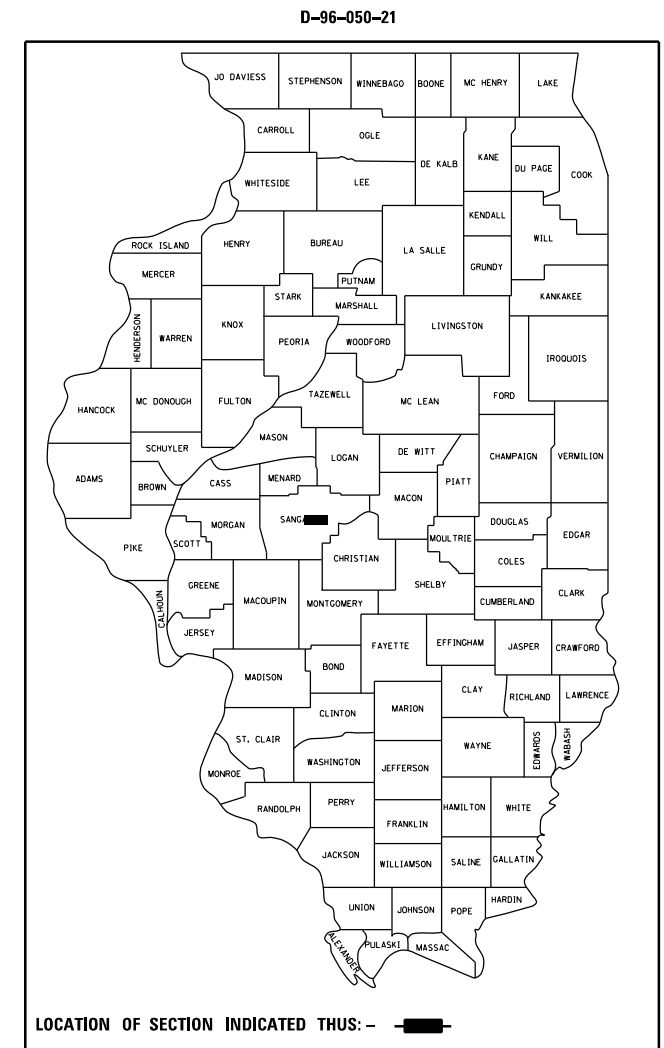 D-96-050-21
JO DAVIESS STEPHENSON WINNEBAGO BOONE MC HENRY LAKE
CARROLL OGLE DE KALB KANE DU PAGE COOK
WHITESIDE LEE
KENDALL WILL
ROCK ISLAND HENRY BUREAU LA SALLE GRUNDY
MERCER PUTNAM
STARK MARSHALL KANKAKEE
HENDERSON WARREN KNOX PEORIA WOODFORD LIVINGSTON IROQUOIS
HANCOCK MC DONOUGH FULTON TAZEWELL MC LEAN FORD
MASON
SCHUYLER LOGAN DE WITT CHAMPAIGN VERMILION
ADAMS BROWN CASS MENARD MACON PIATT
MORGAN SANGA DOUGLAS
PIKE SCOTT CHRISTIAN MOULTRIE COLES EDGAR
GREENE MACOUPIN MONTGOMERY SHELBY CUMBERLAND CLARK
CALHOUN JERSEY FAYETTE EFFINGHAM JASPER CRAWFORD
MADISON BOND CLAY RICHLAND LAWRENCE
CLINTON MARION
ST. CLAIR WASHINGTON JEFFERSON WAYNE EDWARDS WABASH
MONROE
RANDOLPH PERRY FRANKLIN HAMILTON WHITE
JACKSON WILLIAMSON SALINE GALLATIN
UNION JOHNSON POPE HARDIN
ALEXANDER PULASKI MASSAC
LOCATION OF SECTION INDICATED THUS: -